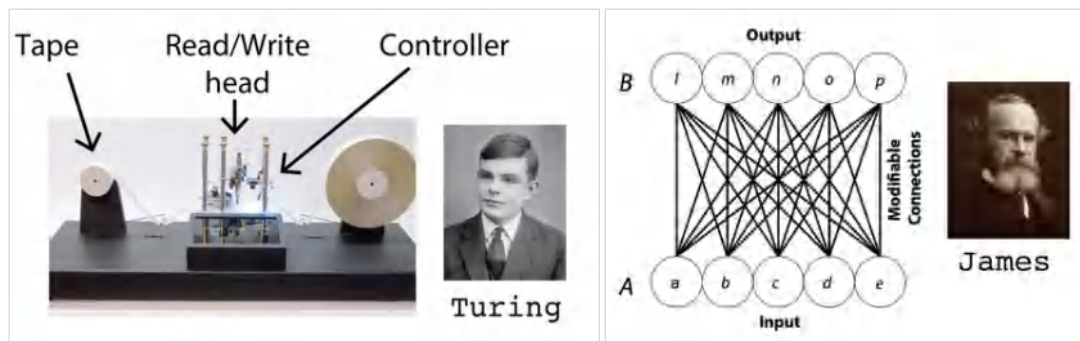 Tape
Read/Write
head
Controller
Turing
Output
B
l m n o p
Modifiable
Connections
A
a b c d e
Input
James